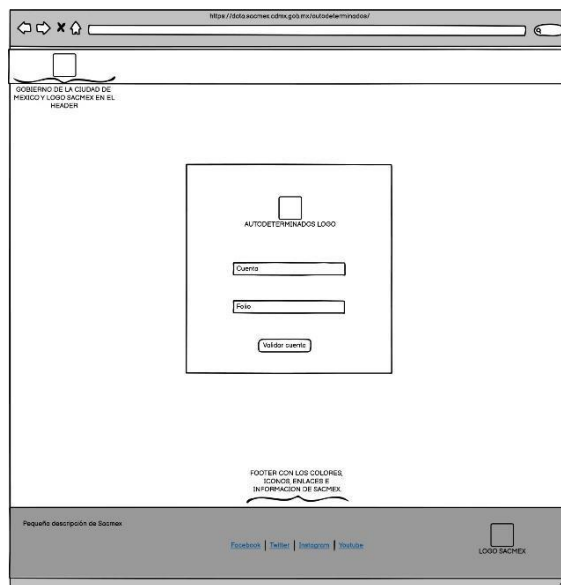 https://data.sacmex.cdmx.gob.mx/autodeterminados/
GOBIERNO DE LA CIUDAD DE
MEXICO Y LOGO SACMEX EN EL
HEADER
AUTODETERMINADOS LOGO
Cuenta
Folio
Validar cuenta
FOOTER CON LOS COLORES,
ICONOS, ENLACES E
INFORMACION DE SACMEX.
Pequeña descripción de Sacmex
Facebook | Twitter | Instagram | Youtube
LOGO SACMEX